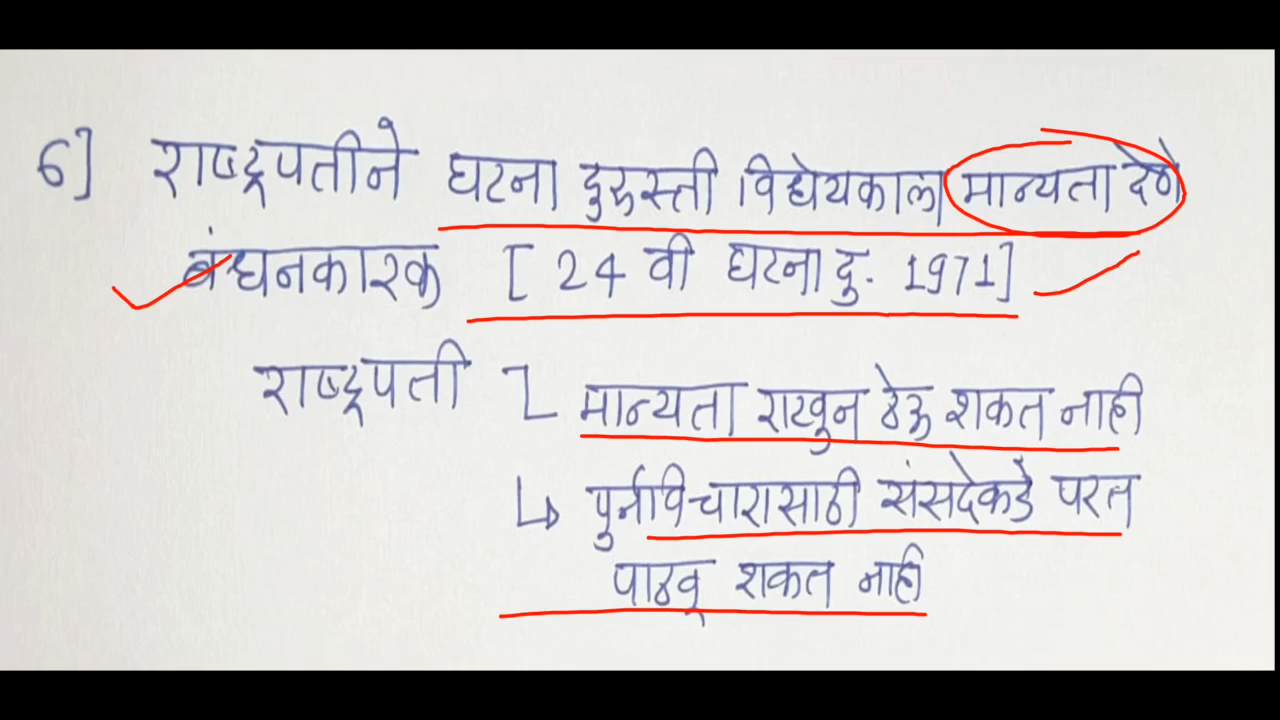 6] राष्ट्रपतीने घटना दुरुस्ती विधेयकाला मान्यता देणे
बंधनकारक [ 24 वी घटना दु. 1971]
राष्ट्रपती मान्यता राखुन ठेऊ शकत नाही
पुर्नविचारासाठी संसदेकडे परत
पाठवू शकत नाही